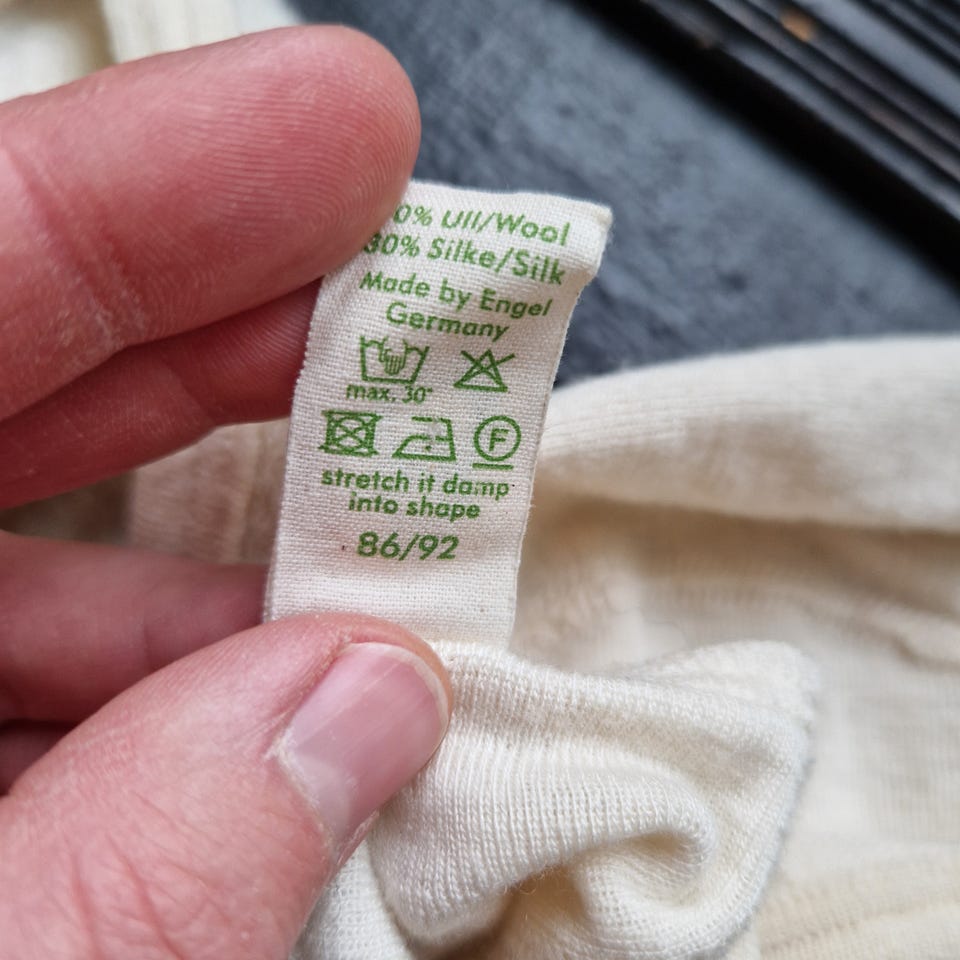 0% Ull/Wool
30% Silke/Silk
Made by Engel
Germany
max. 30°
F
stretch it damp
into shape
86/92